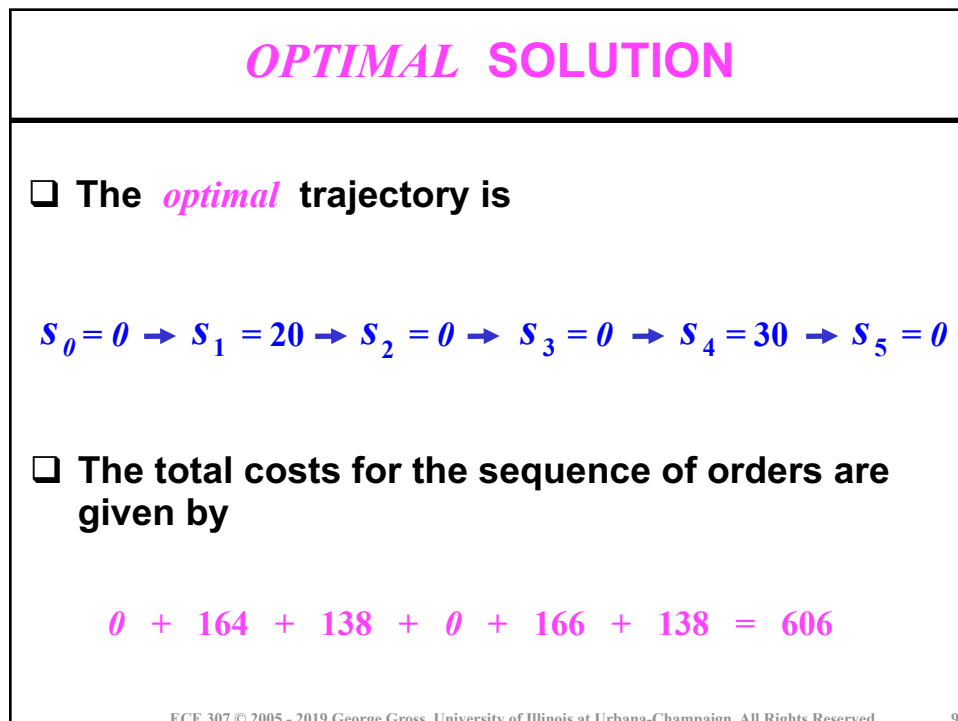 OPTIMAL SOLUTION
❑ The optimal trajectory is
s₀ = 0 → s₁ = 20 → s₂ = 0 → s₃ = 0 → s₄ = 30 → s₅ = 0
❑ The total costs for the sequence of orders are
given by
0 + 164 + 138 + 0 + 166 + 138 = 606
ECE 307 © 2005 - 2019 George Gross, University of Illinois at Urbana-Champaign, All Rights Reserved 9